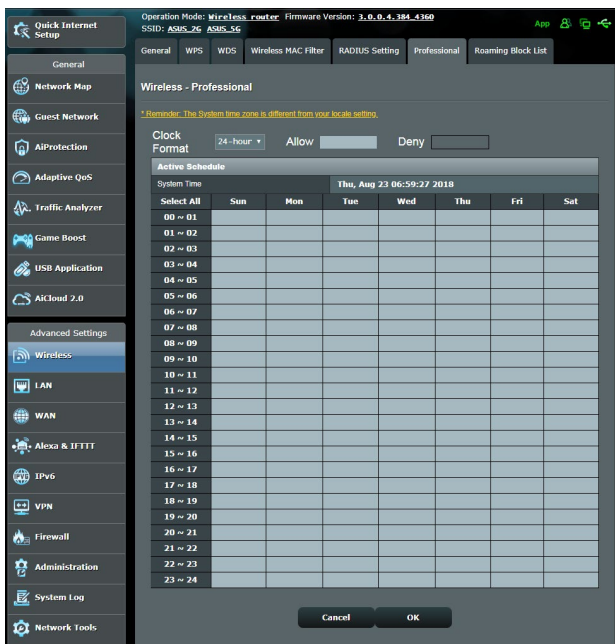 Quick Internet
Setup
General
Network Map
Guest Network
AiProtection
Adaptive QoS
Traffic Analyzer
Game Boost
USB Application
AiCloud 2.0
Advanced Settings
Wireless
LAN
WAN
Alexa & IFTTT
IPv6
VPN
Firewall
Administration
System Log
Network Tools
Operation Mode: Wireless router Firmware Version: 3.0.0.4.384_4360
App
SSID: ASUS_2G ASUS_5G
General WPS WDS Wireless MAC Filter RADIUS Setting Professional Roaming Block List
Wireless - Professional
* Reminder: The System time zone is different from your locale setting.
Clock
Format
24-hour Allow Deny
Active Schedule
System Time Thu, Aug 23 06:59:27 2018
Select All Sun Mon Tue Wed Thu Fri Sat
00 ~ 01
01 ~ 02
02 ~ 03
03 ~ 04
04 ~ 05
05 ~ 06
06 ~ 07
07 ~ 08
08 ~ 09
09 ~ 10
10 ~ 11
11 ~ 12
12 ~ 13
13 ~ 14
14 ~ 15
15 ~ 16
16 ~ 17
17 ~ 18
18 ~ 19
19 ~ 20
20 ~ 21
21 ~ 22
22 ~ 23
23 ~ 24
Cancel OK